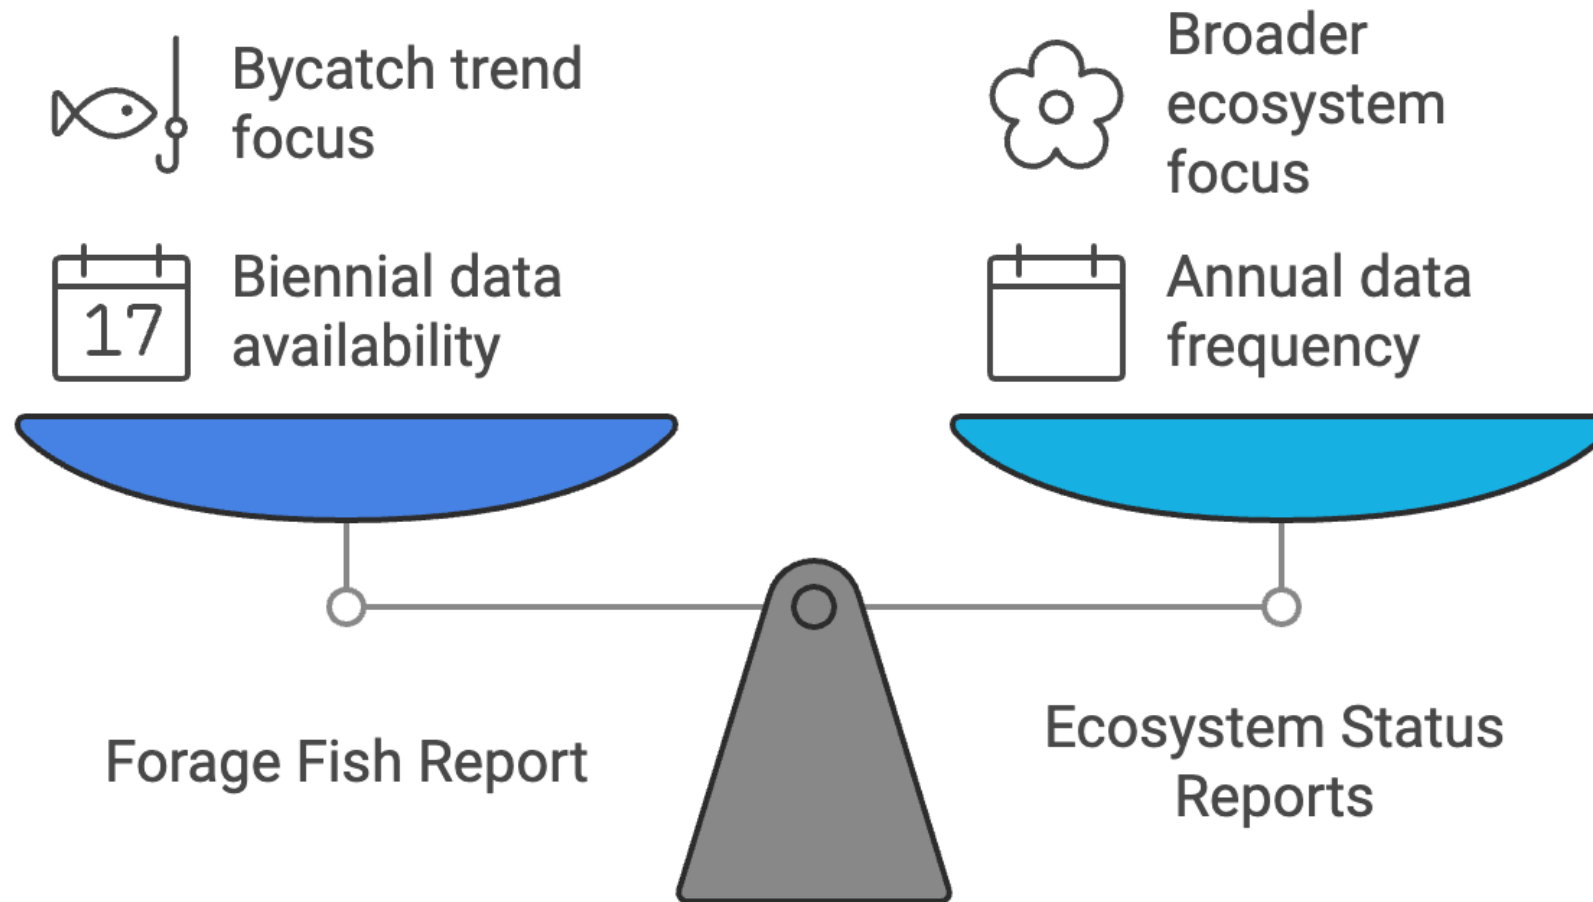 Bycatch trend
focus
17
Biennial data
availability
Forage Fish Report
Broader
ecosystem
focus
Annual data
frequency
Ecosystem Status
Reports